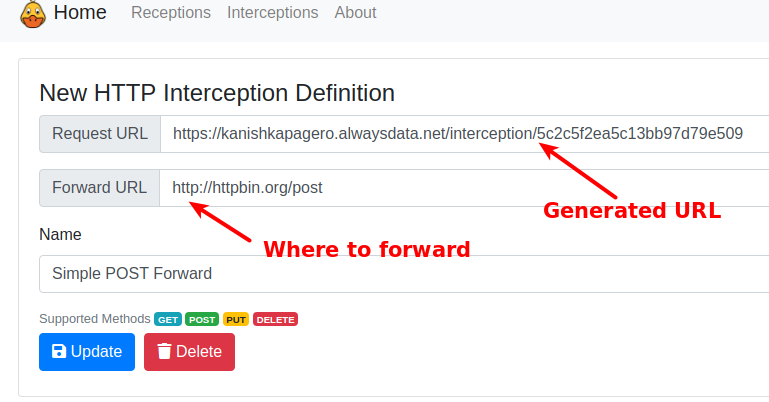 Home Receptions Interceptions About
New HTTP Interception Definition
Request URL https://kanishkapagero.alwaysdata.net/interception/5c2c5f2ea5c13bb97d79e509
Forward URL http://httpbin.org/post
Generated URL
Name
Where to forward
Simple POST Forward
Supported Methods GET POST PUT DELETE
Update Delete